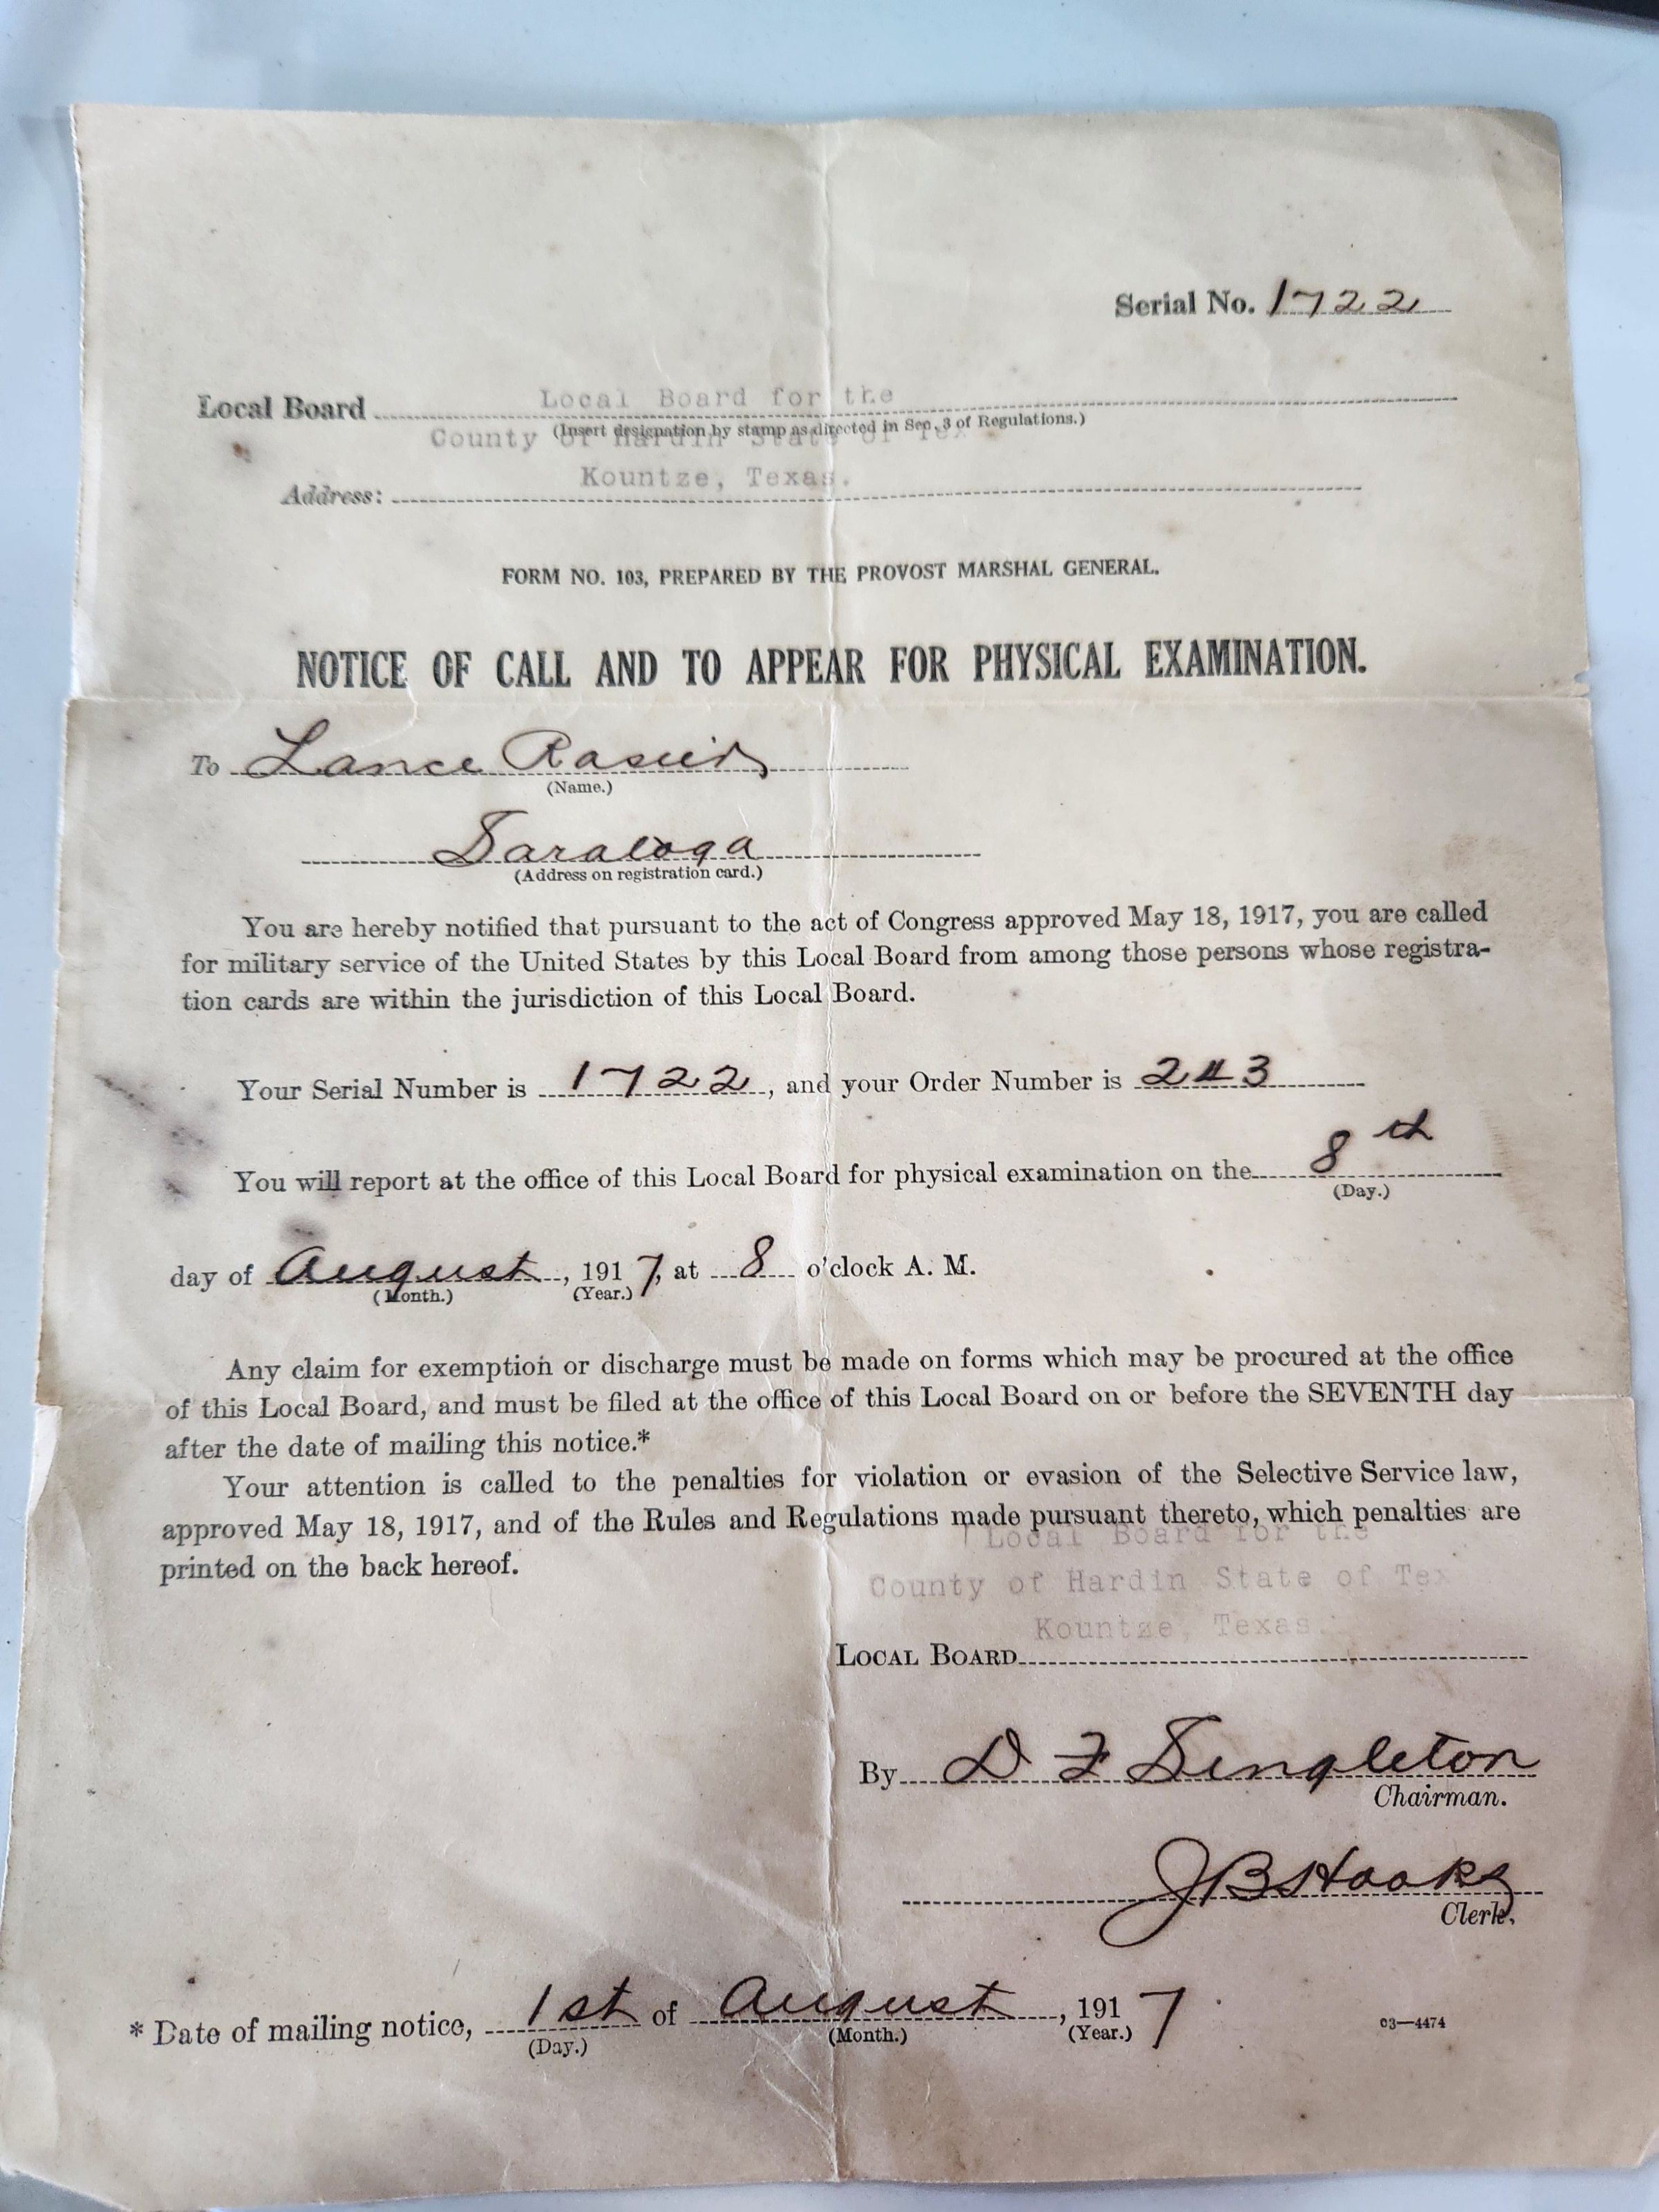 Serial No. 1722
Local Board Local Board for the
(Insert designation by stamp as directed in Sec. 3 of Regulations.)
County of Hardin State of Tex
Kountze, Texas.
Address:
FORM NO. 103, PREPARED BY THE PROVOST MARSHAL GENERAL.
NOTICE OF CALL AND TO APPEAR FOR PHYSICAL EXAMINATION.
To Lance
(Name.)
Saratoga
(Address on registration card.)
You are hereby notified that pursuant to the act of Congress approved May 18, 1917, you are called
for military service of the United States by this Local Board from among those persons whose registra-
tion cards are within the jurisdiction of this Local Board.
Your Serial Number is 1722, and your Order Number is 243
You will report at the office of this Local Board for physical examination on the 8th
(Day.)
day of August, 1917, at 8 o'clock A. M.
(Month.) (Year.)
Any claim for exemption or discharge must be made on forms which may be procured at the office
of this Local Board, and must be filed at the office of this Local Board on or before the SEVENTH day
after the date of mailing this notice.*
Your attention is called to the penalties for violation or evasion of the Selective Service law,
approved May 18, 1917, and of the Rules and Regulations made pursuant thereto, which penalties are
printed on the back hereof.
Local Board for the
County of Hardin State of Tex
Kountze, Texas.
LOCAL BOARD
By D F Singleton
Chairman.
J B Hooks
Clerk.
* Date of mailing notice, 1st of August, 1917
(Day.) (Month.) (Year.)
03—4474